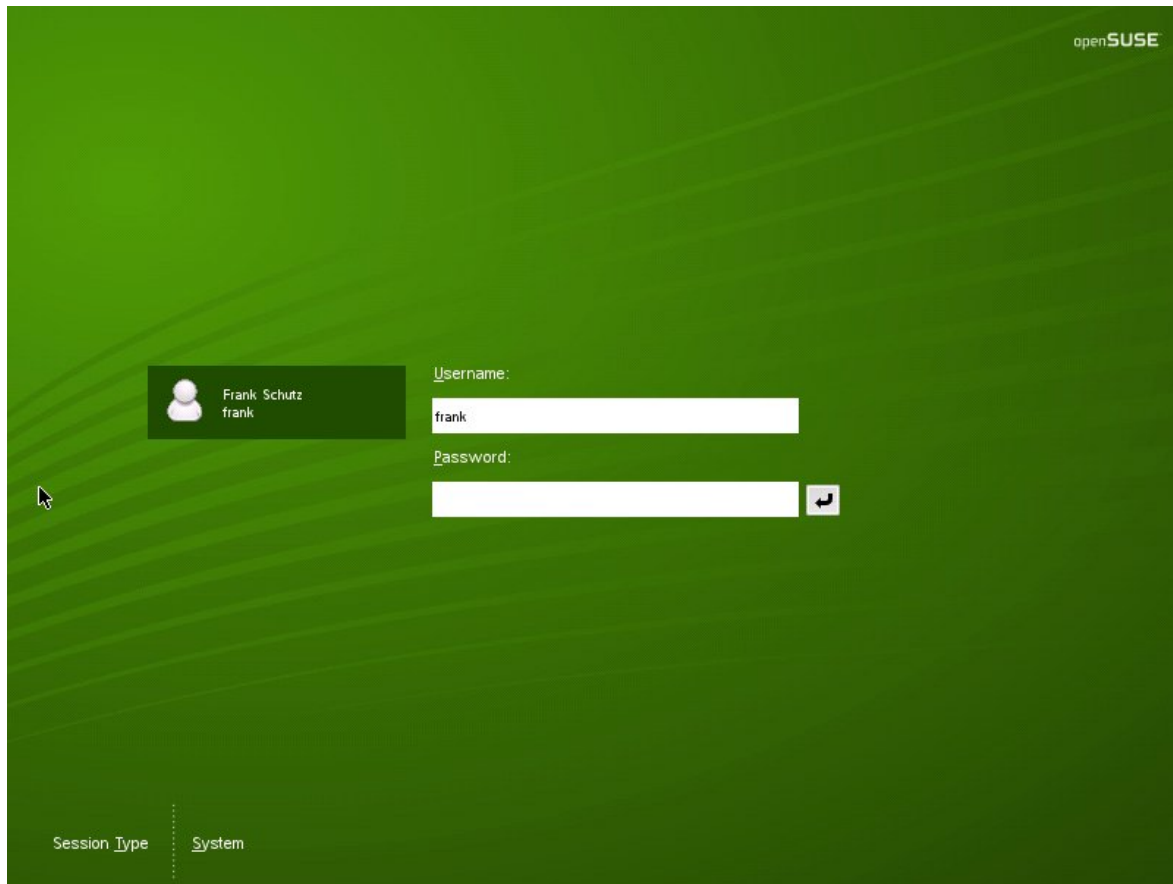 openSUSE
Frank Schutz
frank
Username:
frank
Password:
Session Type
System